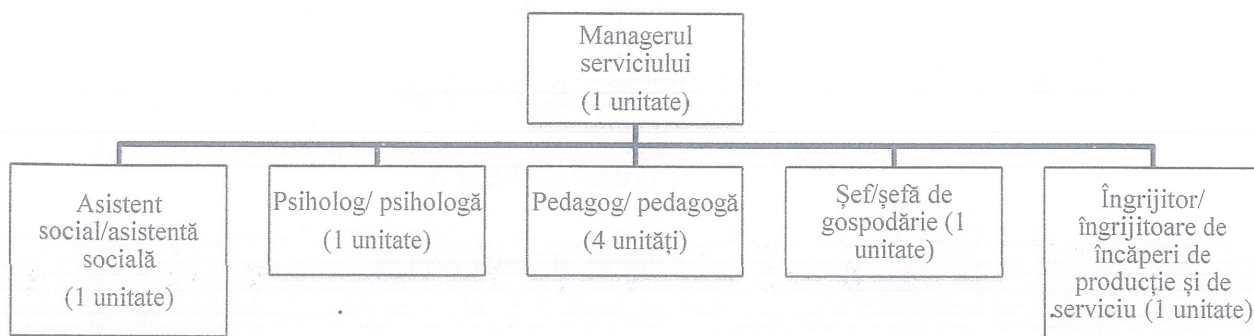 Managerul
serviciului
(1 unitate)
Asistent
social/asistentă
socială
(1 unitate)
Psiholog/ psihologă
(1 unitate)
Pedagog/ pedagogă
(4 unități)
Șef/șefă de
gospodărie (1
unitate)
Îngrijitor/
îngrijitoare de
încăperi de
producție și de
serviciu (1 unitate)